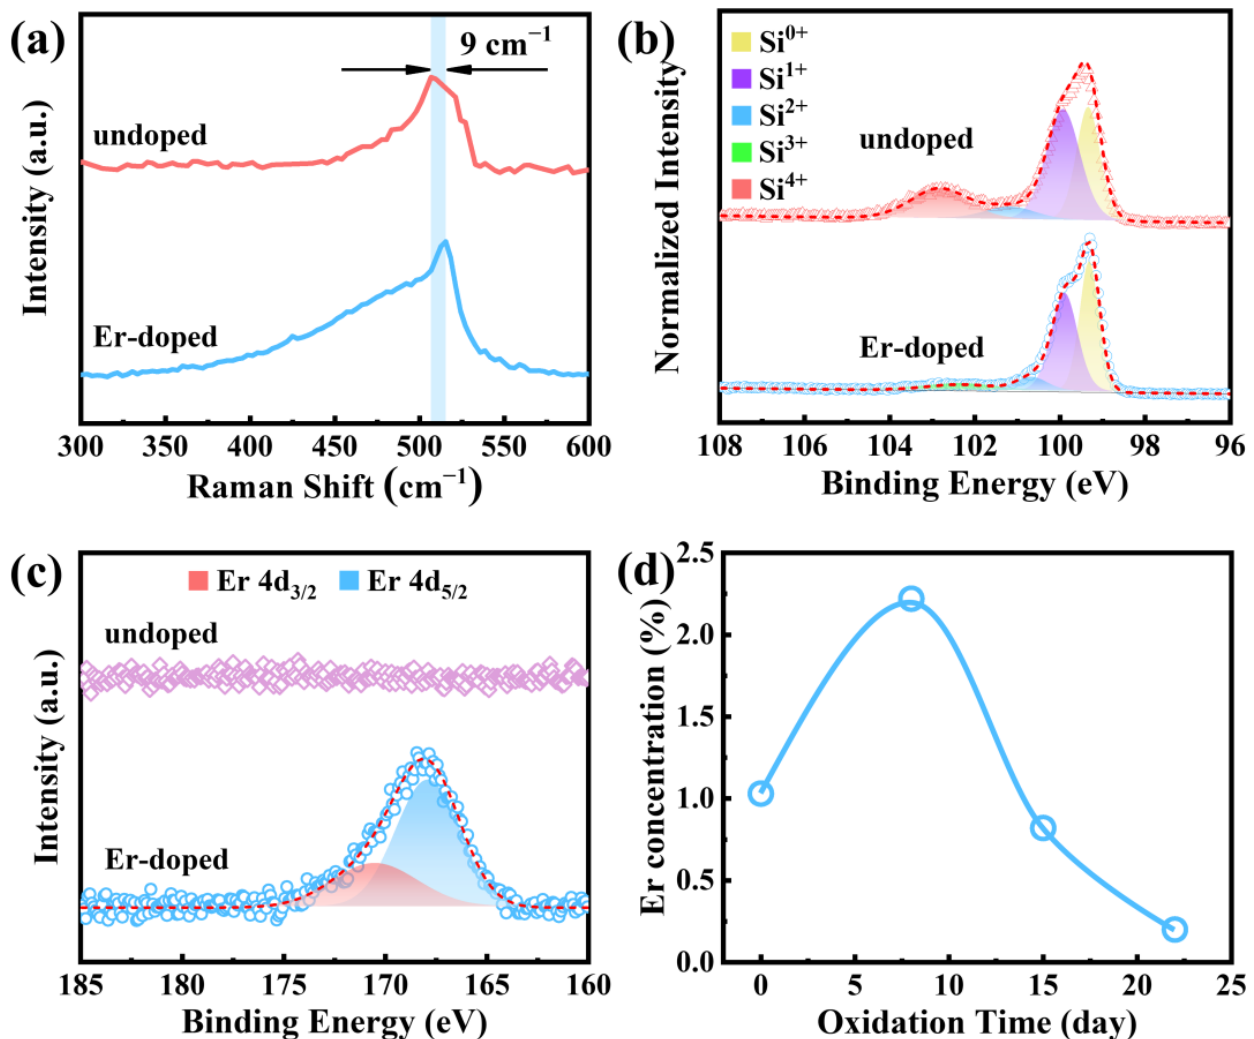 (a)
9 cm⁻¹
undoped
Er-doped
Intensity (a.u.)
300 350 400 450 500 550 600
Raman Shift (cm⁻¹)
(b)
Si⁰⁺
Si¹⁺
Si²⁺
Si³⁺
Si⁴⁺
undoped
Er-doped
Normalized Intensity
108 106 104 102 100 98 96
Binding Energy (eV)
(c)
Er 4d₃/₂ Er 4d₅/₂
undoped
Er-doped
Intensity (a.u.)
185 180 175 170 165 160
Binding Energy (eV)
(d)
Er concentration (%)
2.5
2.0
1.5
1.0
0.5
0.0
0 5 10 15 20 25
Oxidation Time (day)